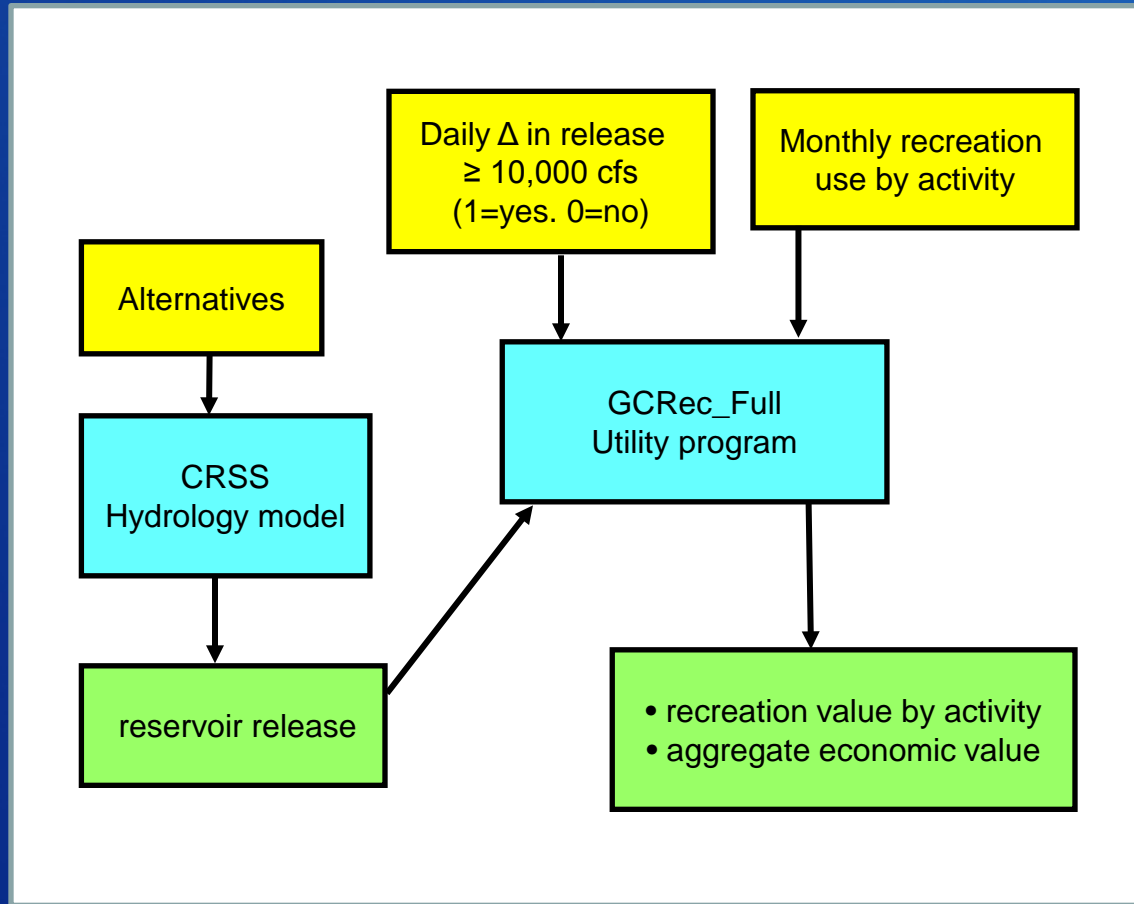 Daily Δ in release
≥ 10,000 cfs
(1=yes. 0=no)
Monthly recreation
use by activity
Alternatives
GCRec_Full
Utility program
CRSS
Hydrology model
reservoir release
• recreation value by activity
• aggregate economic value